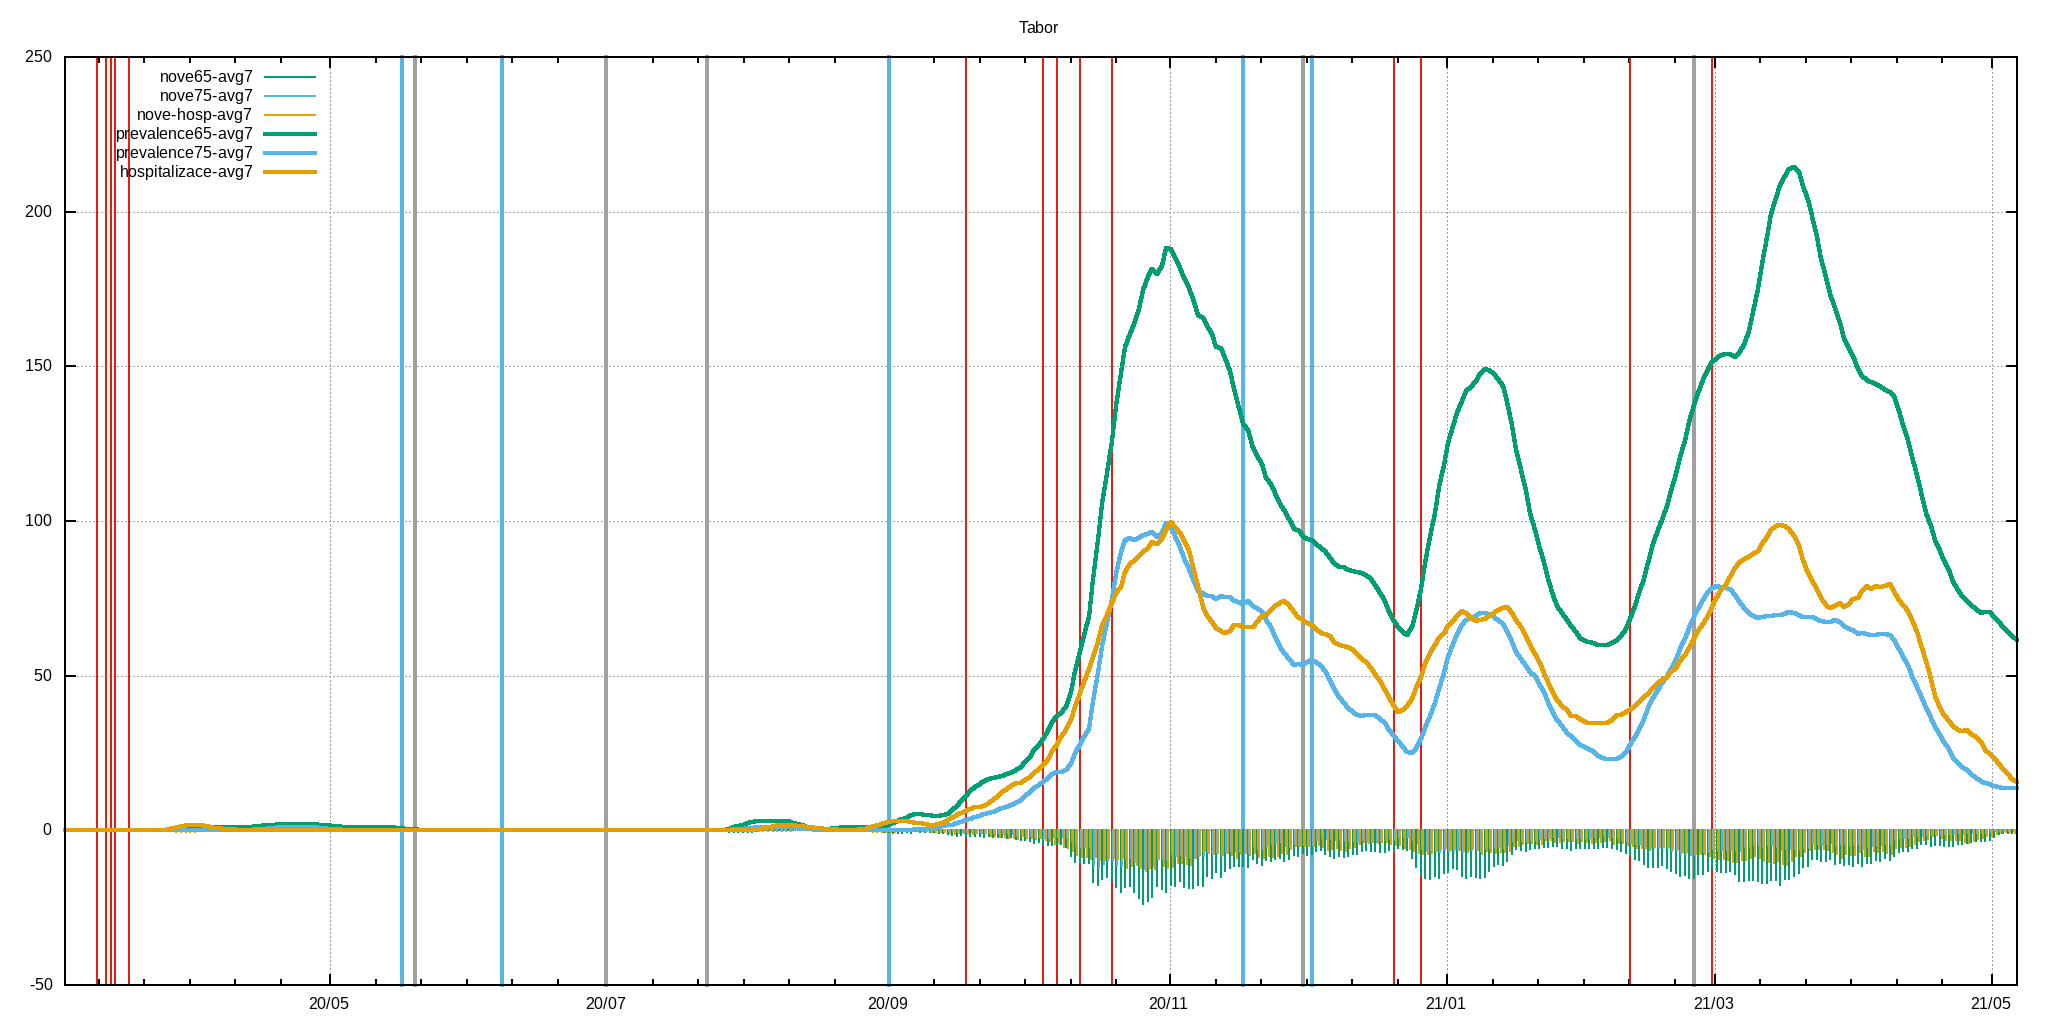 Tabor
250
nove65-avg7
nove75-avg7
nove-hosp-avg7
prevalence65-avg7
prevalence75-avg7
hospitalizace-avg7
200
150
100
50
0
-50
20/05 20/07 20/09 20/11 21/01 21/03 21/05